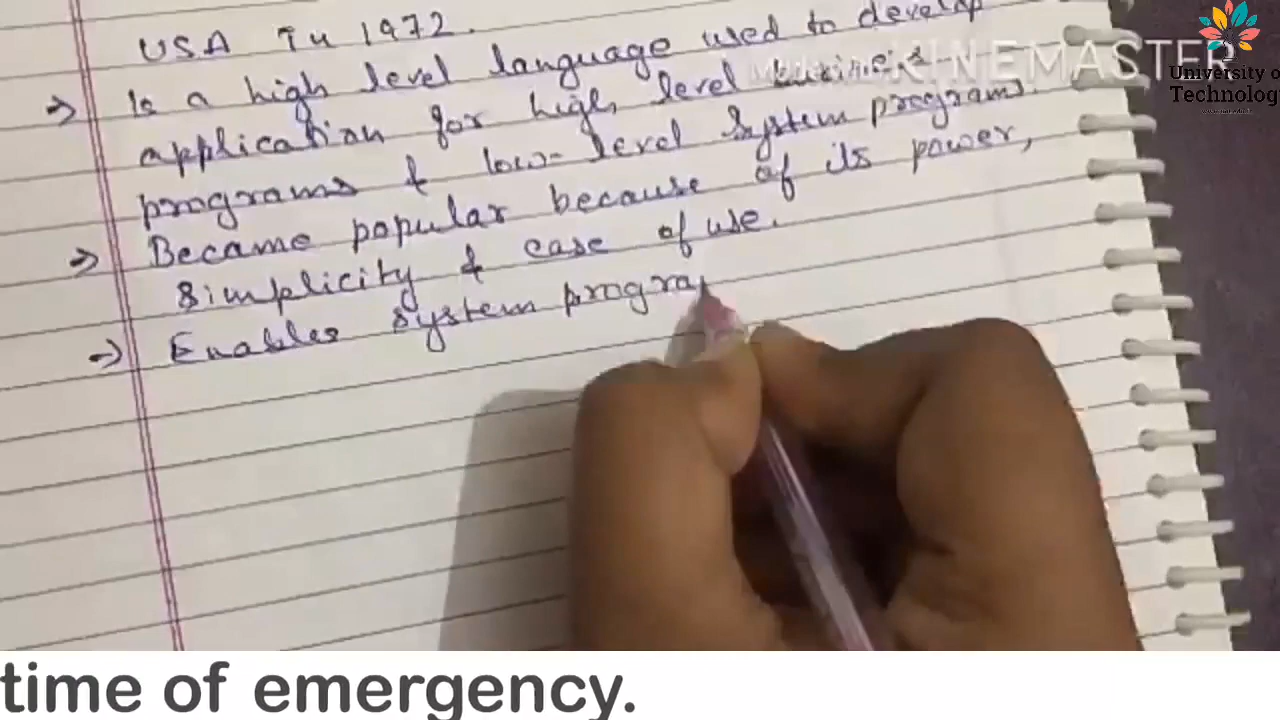 USA In 1972.
⇒ Is a high level language used to develop
application for high level business
programs & low-level system programs.
⇒ Became popular because of its power,
simplicity & ease of use.
⇒ Enables system progra
Made with KINEMASTER
University of
Technology
time of emergency.